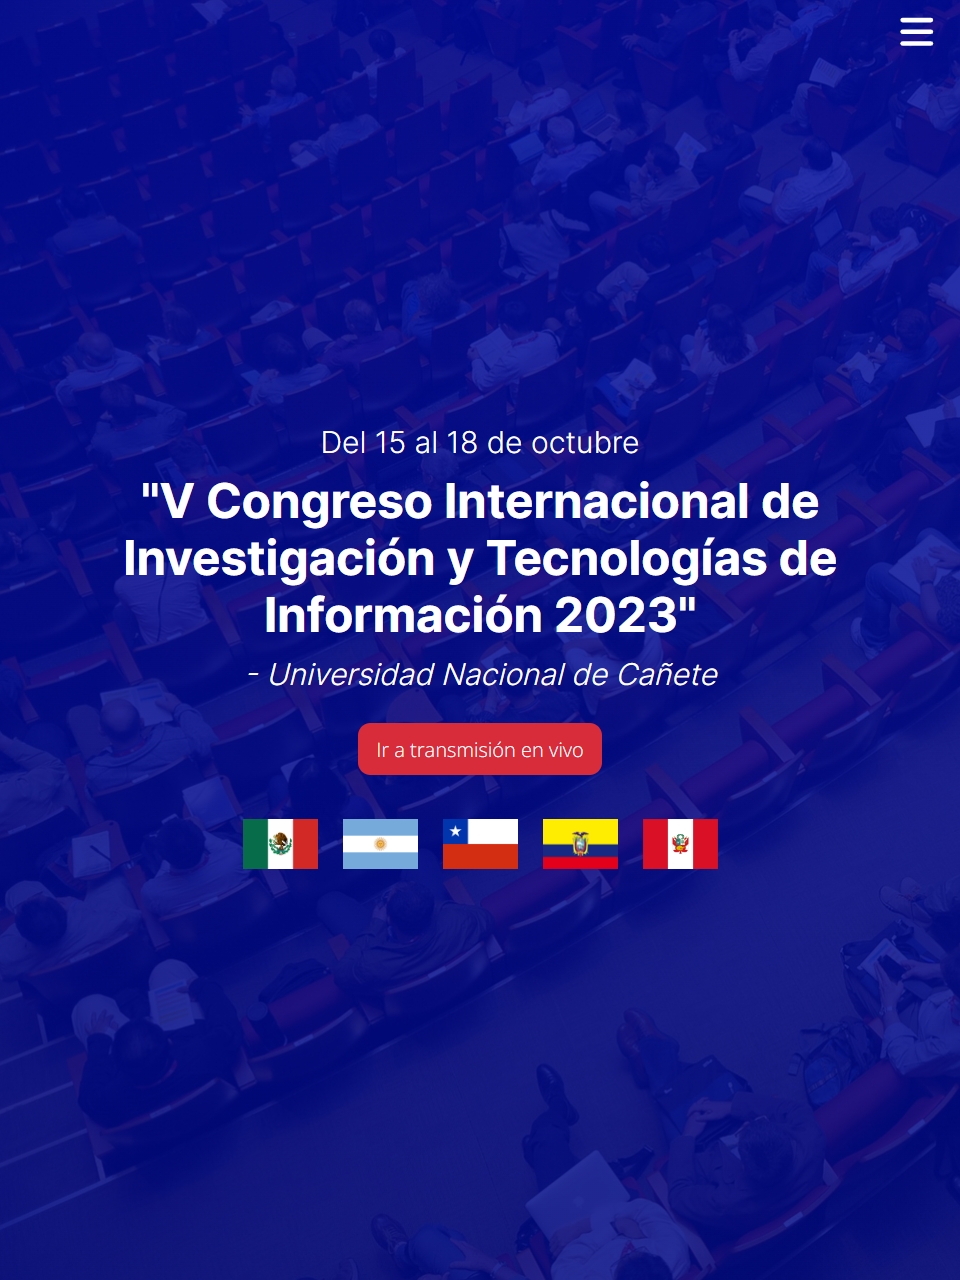 Del 15 al 18 de octubre
"V Congreso Internacional de
Investigación y Tecnologías de
Información 2023"
- Universidad Nacional de Cañete
Ir a transmisión en vivo